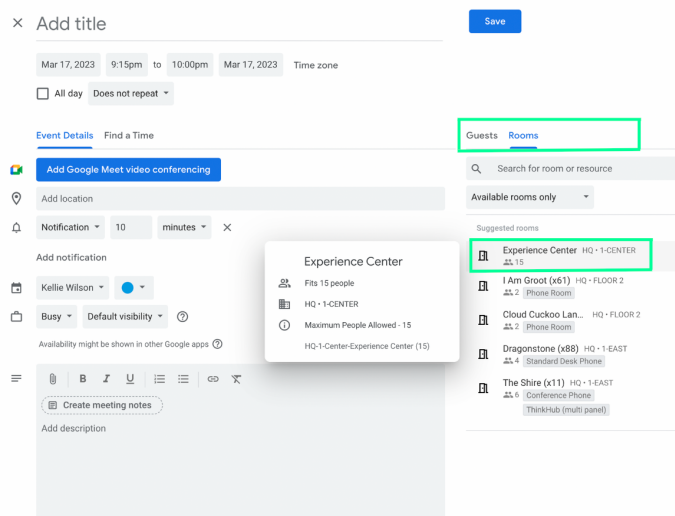 Add title
Save
Mar 17, 2023 9:15pm to 10:00pm Mar 17, 2023 Time zone
All day Does not repeat
Event Details Find a Time
Guests Rooms
Add Google Meet video conferencing
Search for room or resource
Add location
Available rooms only
Notification 10 minutes
Add notification
Kellie Wilson
Busy Default visibility
Availability might be shown in other Google apps
B I U
Create meeting notes
Add description
Experience Center
Fits 15 people
HQ • 1-CENTER
Maximum People Allowed - 15
HQ-1-Center-Experience Center (15)
Suggested rooms
Experience Center HQ • 1-CENTER
15
I Am Groot (x61) HQ • FLOOR 2
2 Phone Room
Cloud Cuckoo Lan... HQ • FLOOR 2
2 Phone Room
Dragonstone (x88) HQ • 1-EAST
4 Standard Desk Phone
The Shire (x11) HQ • 1-EAST
6 Conference Phone
ThinkHub (multi panel)